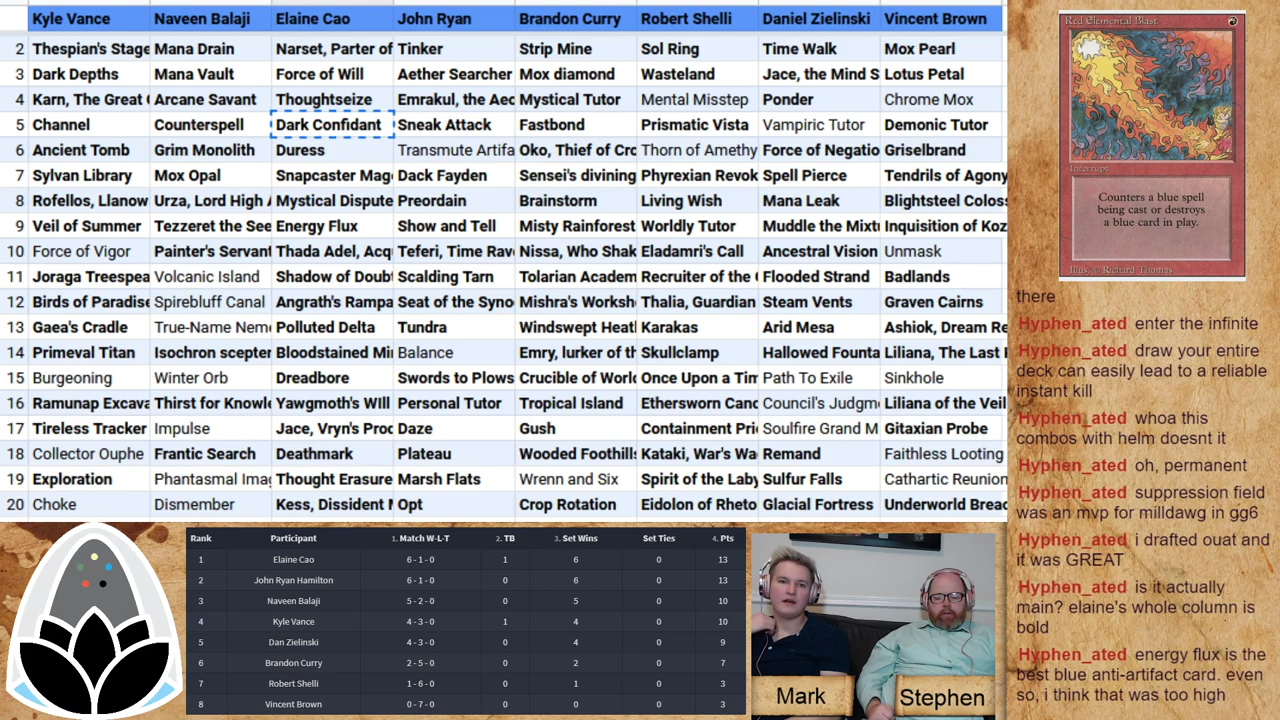 Kyle Vance Naveen Balaji Elaine Cao John Ryan Brandon Curry Robert Shelli Daniel Zielinski Vincent Brown
2 Thespian's Stage Mana Drain Narset, Parter of Tinker Strip Mine Sol Ring Time Walk Mox Pearl
3 Dark Depths Mana Vault Force of Will Aether Searcher Mox diamond Wasteland Jace, the Mind S Lotus Petal
4 Karn, The Great Arcane Savant Thoughtseize Emrakul, the Aeo Mystical Tutor Mental Misstep Ponder Chrome Mox
5 Channel Counterspell Dark Confidant Sneak Attack Fastbond Prismatic Vista Vampiric Tutor Demonic Tutor
6 Ancient Tomb Grim Monolith Duress Transmute Artifa Oko, Thief of Cro Thorn of Amethy Force of Negatio Griselbrand
7 Sylvan Library Mox Opal Snapcaster Mag Dack Fayden Sensei's divining Phyrexian Revok Spell Pierce Tendrils of Agony
8 Rofellos, Llanow Urza, Lord High A Mystical Dispute Preordain Brainstorm Living Wish Mana Leak Blightsteel Coloss
9 Veil of Summer Tezzeret the See Energy Flux Show and Tell Misty Rainforest Worldly Tutor Muddle the Mixtu Inquisition of Koz
10 Force of Vigor Painter's Servant Thada Adel, Acqu Teferi, Time Rav Nissa, Who Shak Eladamri's Call Ancestral Vision Unmask
11 Joraga Treespea Volcanic Island Shadow of Doubt Scalding Tarn Tolarian Academ Recruiter of the Flooded Strand Badlands
12 Birds of Paradise Spirebluff Canal Angrath's Rampa Seat of the Syno Mishra's Worksh Thalia, Guardian Steam Vents Graven Cairns
13 Gaea's Cradle True-Name Neme Polluted Delta Tundra Windswept Heath Karakas Arid Mesa Ashiok, Dream Re
14 Primeval Titan Isochron scepter Bloodstained Mir Balance Emry, lurker of th Skullclamp Hallowed Founta Liliana, The Last
15 Burgeoning Winter Orb Dreadbore Swords to Plows Crucible of World Once Upon a Tim Path To Exile Sinkhole
16 Ramunap Excava Thirst for Knowle Yawgmoth's WIll Personal Tutor Tropical Island Ethersworn Cano Council's Judgm Liliana of the Veil
17 Tireless Tracker Impulse Jace, Vryn's Prod Daze Gush Containment Pri Soulfire Grand M Gitaxian Probe
18 Collector Ouphe Frantic Search Deathmark Plateau Wooded Foothills Kataki, War's Wa Remand Faithless Looting
19 Exploration Phantasmal Imag Thought Erasure Marsh Flats Wrenn and Six Spirit of the Laby Sulfur Falls Cathartic Reunion
20 Choke Dismember Kess, Dissident Opt Crop Rotation Eidolon of Rheto Glacial Fortress Underworld Breac
Red Elemental Blast
Interrupt
Counters a blue spell
being cast or destroys
a blue card in play.
Illus. © Richard Thomas
there
Hyphen_ated enter the infinite
Hyphen_ated draw your entire
deck can easily lead to a reliable
instant kill
Hyphen_ated whoa this
combos with helm doesnt it
Hyphen_ated oh, permanent
Hyphen_ated suppression field
was an mvp for milldawg in gg6
Hyphen_ated i drafted ouat and
it was GREAT
Hyphen_ated is it actually
main? elaine's whole column is
bold
Hyphen_ated energy flux is the
best blue anti-artifact card. even
so, i think that was too high
Rank Participant 1. Match W-L-T 2. TB 3. Set Wins Set Ties 4. Pts
1 Elaine Cao 6 - 1 - 0 1 6 0 13
2 John Ryan Hamilton 6 - 1 - 0 0 6 0 13
3 Naveen Balaji 5 - 2 - 0 0 5 0 10
4 Kyle Vance 4 - 3 - 0 1 4 0 10
5 Dan Zielinski 4 - 3 - 0 0 4 0 9
6 Brandon Curry 2 - 5 - 0 0 2 0 7
7 Robert Shelli 1 - 6 - 0 0 1 0 3
8 Vincent Brown 0 - 7 - 0 0 0 0 3
Mark
Stephen